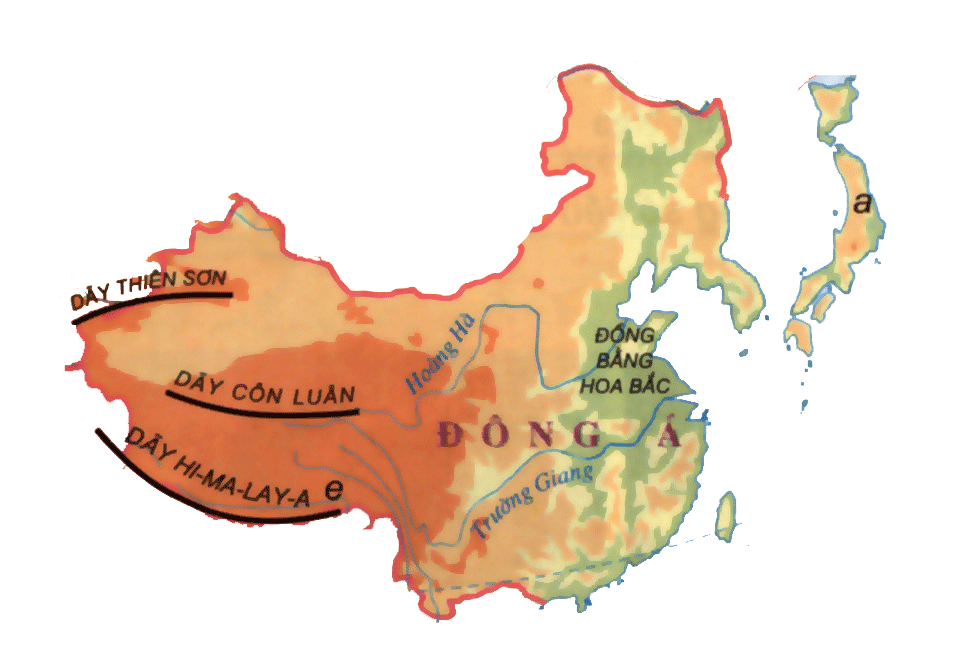 a
DÃY THIÊN SƠN
Hoàng Hà
ĐỒNG
BẰNG
HOA BẮC
DÃY CÔN LUÂN
ĐÔNG Á
DÃY HI-MA-LAY-A
e
Trường Giang